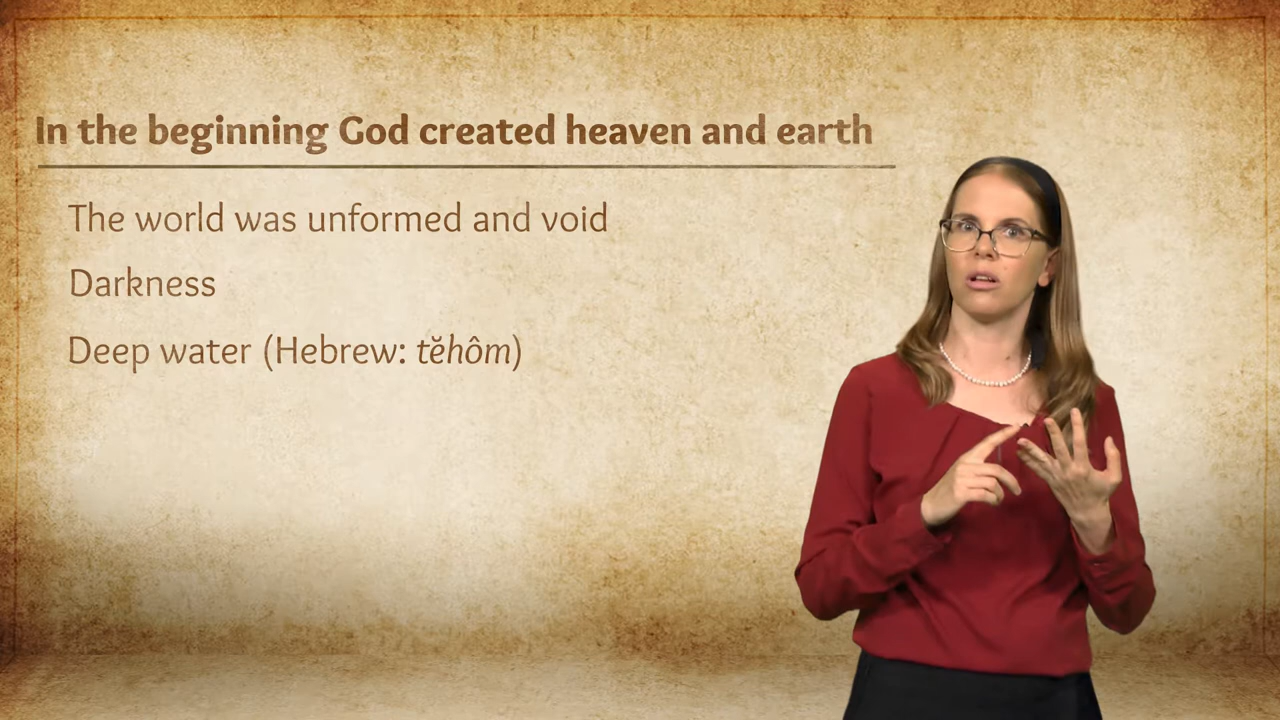 In the beginning God created heaven and earth
The world was unformed and void
Darkness
Deep water (Hebrew: tĕhôm)